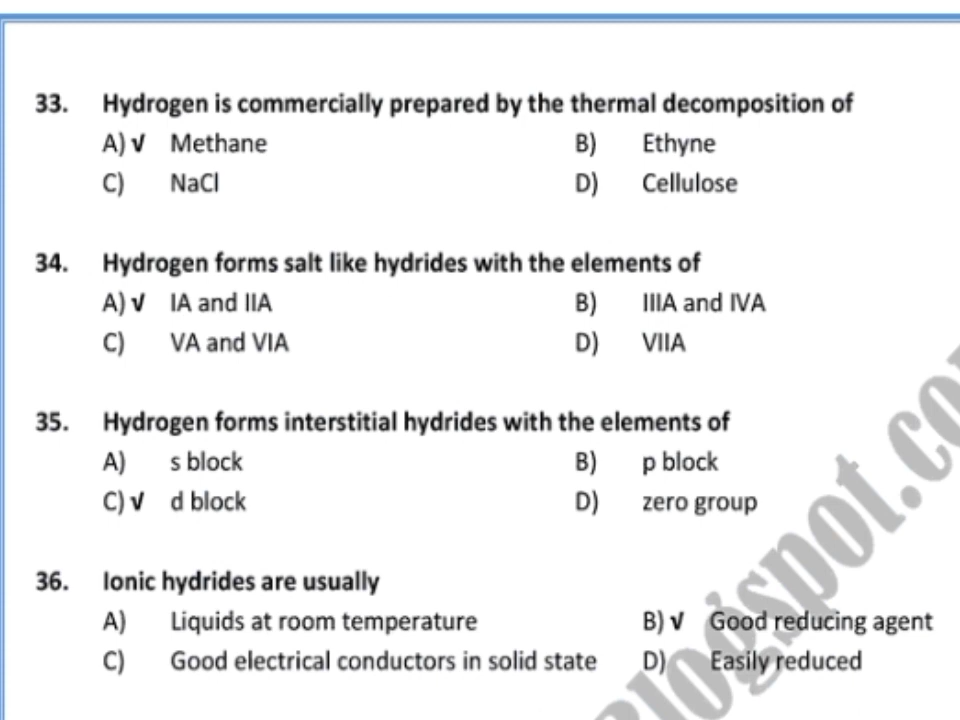 33. Hydrogen is commercially prepared by the thermal decomposition of
A) √ Methane B) Ethyne
C) NaCl D) Cellulose
34. Hydrogen forms salt like hydrides with the elements of
A) √ IA and IIA B) IIIA and IVA
C) VA and VIA D) VIIA
35. Hydrogen forms interstitial hydrides with the elements of
A) s block B) p block
C) √ d block D) zero group
36. Ionic hydrides are usually
A) Liquids at room temperature B) √ Good reducing agent
C) Good electrical conductors in solid state D) Easily reduced
logspot.co